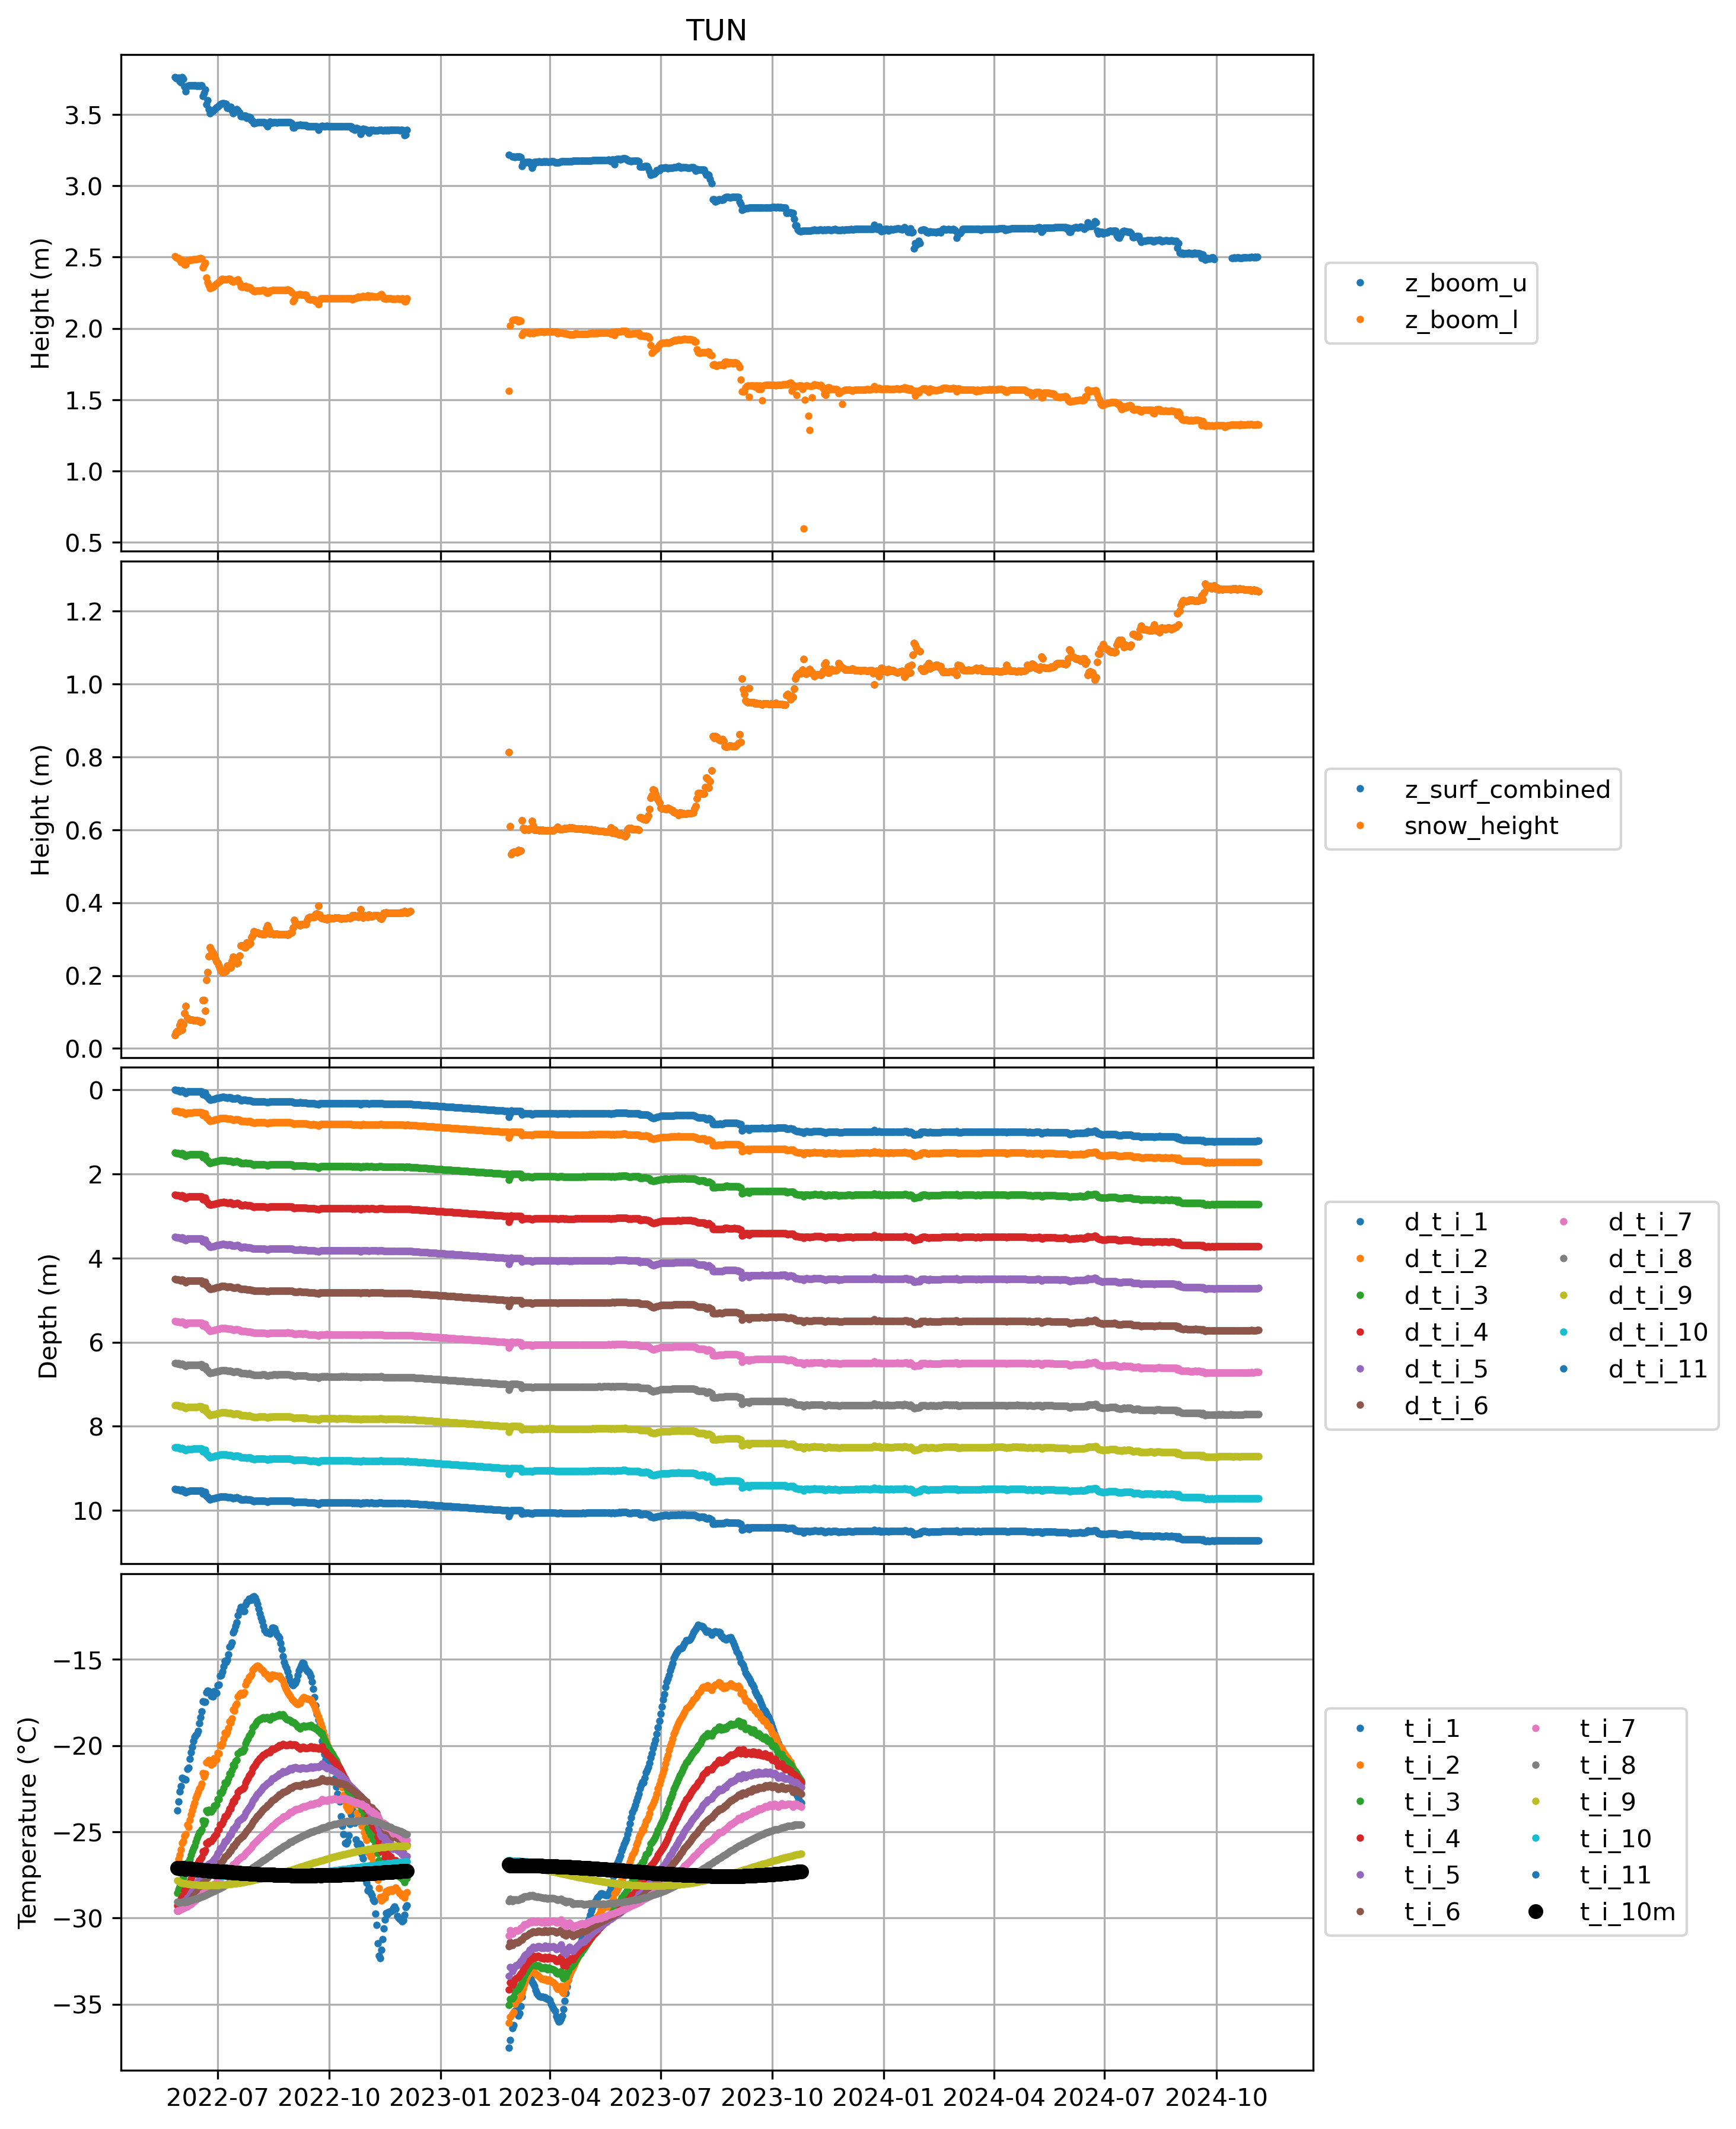 TUN
Height (m)
3.5
3.0
2.5
2.0
1.5
1.0
0.5
z_boom_u
z_boom_l
Height (m)
1.2
1.0
0.8
0.6
0.4
0.2
0.0
z_surf_combined
snow_height
Depth (m)
0
2
4
6
8
10
d_t_i_1
d_t_i_2
d_t_i_3
d_t_i_4
d_t_i_5
d_t_i_6
d_t_i_7
d_t_i_8
d_t_i_9
d_t_i_10
d_t_i_11
Temperature (°C)
−15
−20
−25
−30
−35
t_i_1
t_i_2
t_i_3
t_i_4
t_i_5
t_i_6
t_i_7
t_i_8
t_i_9
t_i_10
t_i_11
t_i_10m
2022-07 2022-10 2023-01 2023-04 2023-07 2023-10 2024-01 2024-04 2024-07 2024-10